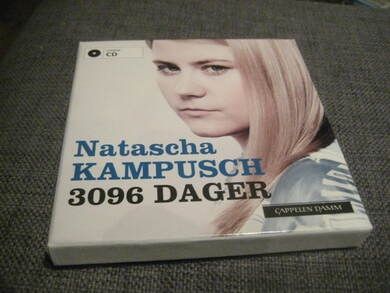 CD
Natascha
KAMPUSCH
3096 DAGER
CAPPELEN DAMM